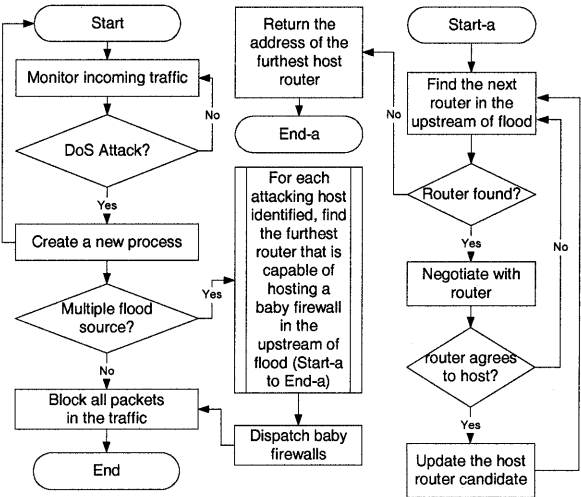 Start
Monitor incoming traffic
No
DoS Attack?
Yes
Create a new process
Multiple flood
source?
Yes
No
Block all packets
in the traffic
End
Return the
address of the
furthest host
router
End-a
For each
attacking host
identified, find
the furthest
router that is
capable of
hosting a
baby firewall
in the
upstream of
flood (Start-a
to End-a)
Dispatch baby
firewalls
Start-a
Find the next
router in the
upstream of flood
No
Router found?
Yes
No
Negotiate with
router
router agrees
to host?
Yes
Update the host
router candidate